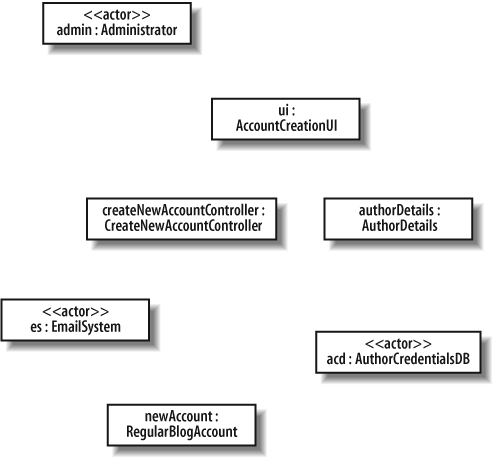 <<actor>>
admin : Administrator
ui :
AccountCreationUI
createNewAccountController :
CreateNewAccountController
authorDetails :
AuthorDetails
<<actor>>
es : EmailSystem
<<actor>>
acd : AuthorCredentialsDB
newAccount :
RegularBlogAccount